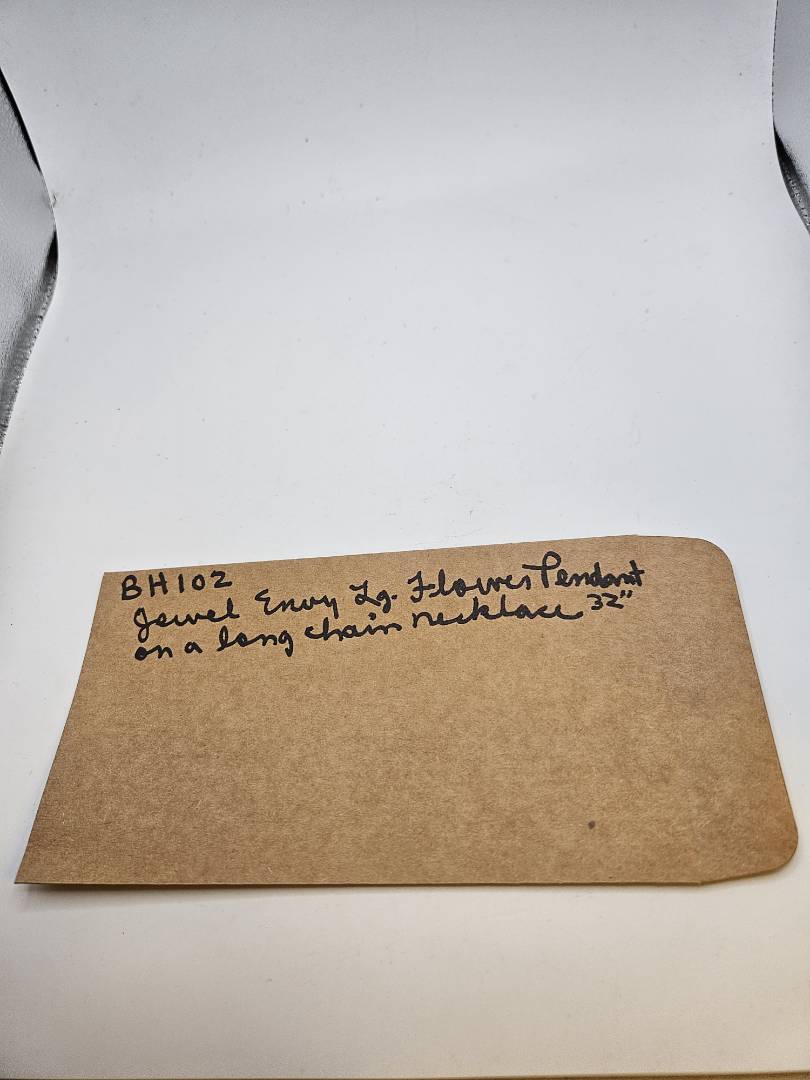 BH102
Jewel Envy Lg. Flower Pendant
on a long chain necklace 32"